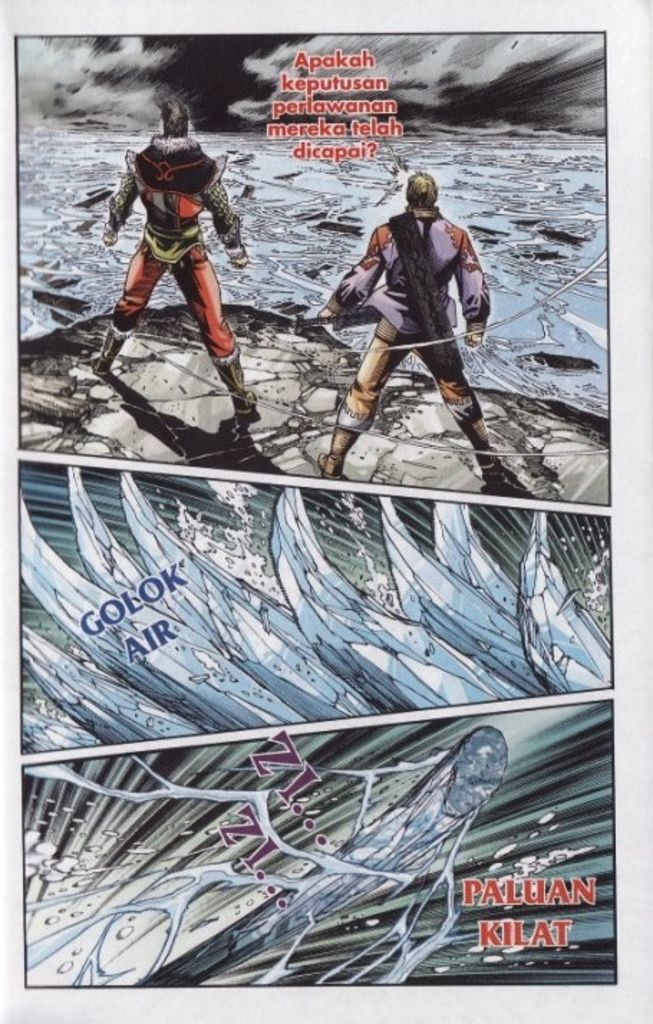 Apakah
keputusan
perlawanan
mereka telah
dicapai?
GOLOK
AIR
ZI...
ZI...
PALUAN
KILAT